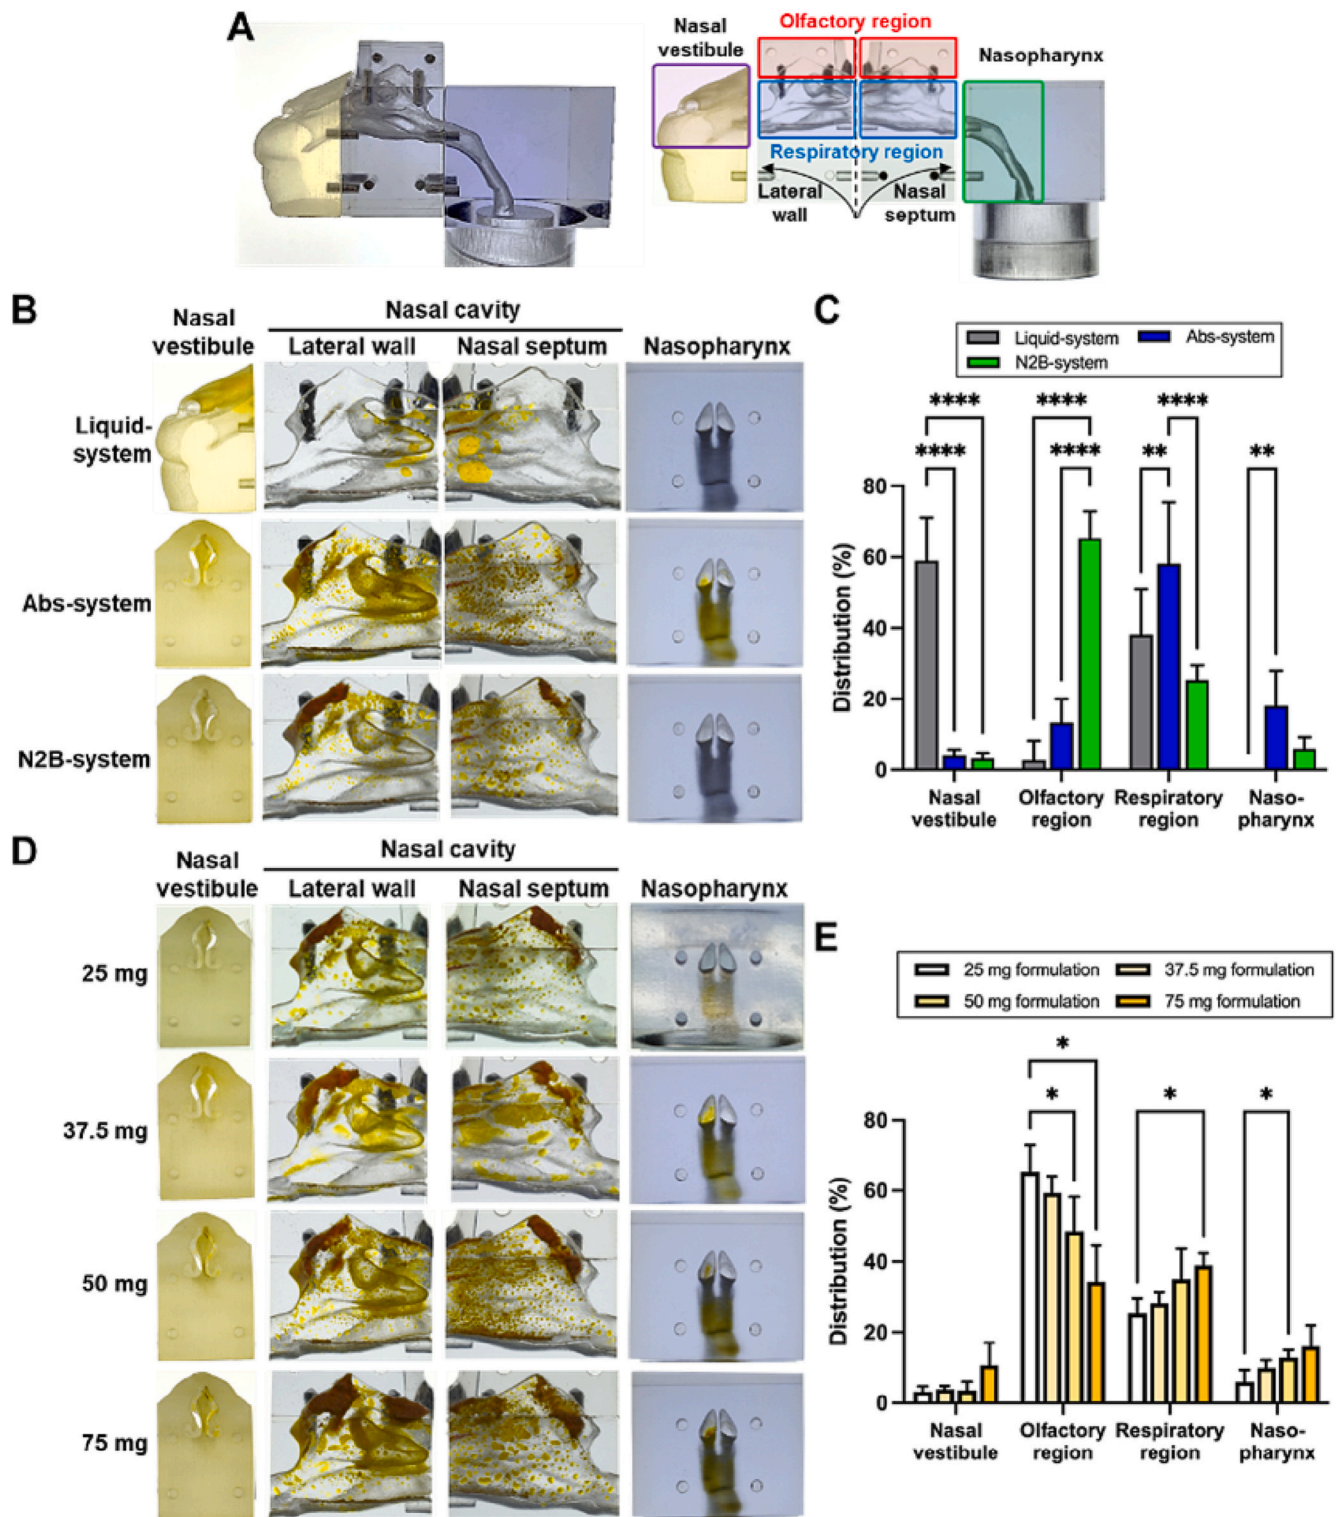 A
Nasal
vestibule
Olfactory region
Nasopharynx
Respiratory region
Lateral
wall
Nasal
septum
B
Nasal
vestibule
Nasal cavity
Lateral wall
Nasal septum
Nasopharynx
Liquid-
system
Abs-system
N2B-system
C
Liquid-system
Abs-system
N2B-system
****
****
****
****
****
**
**
Distribution (%)
80
60
40
20
0
Nasal
vestibule
Olfactory
region
Respiratory
region
Naso-
pharynx
D
Nasal
vestibule
Nasal cavity
Lateral wall
Nasal septum
Nasopharynx
25 mg
37.5 mg
50 mg
75 mg
E
25 mg formulation
37.5 mg formulation
50 mg formulation
75 mg formulation
*
*
*
*
Distribution (%)
80
60
40
20
0
Nasal
vestibule
Olfactory
region
Respiratory
region
Naso-
pharynx